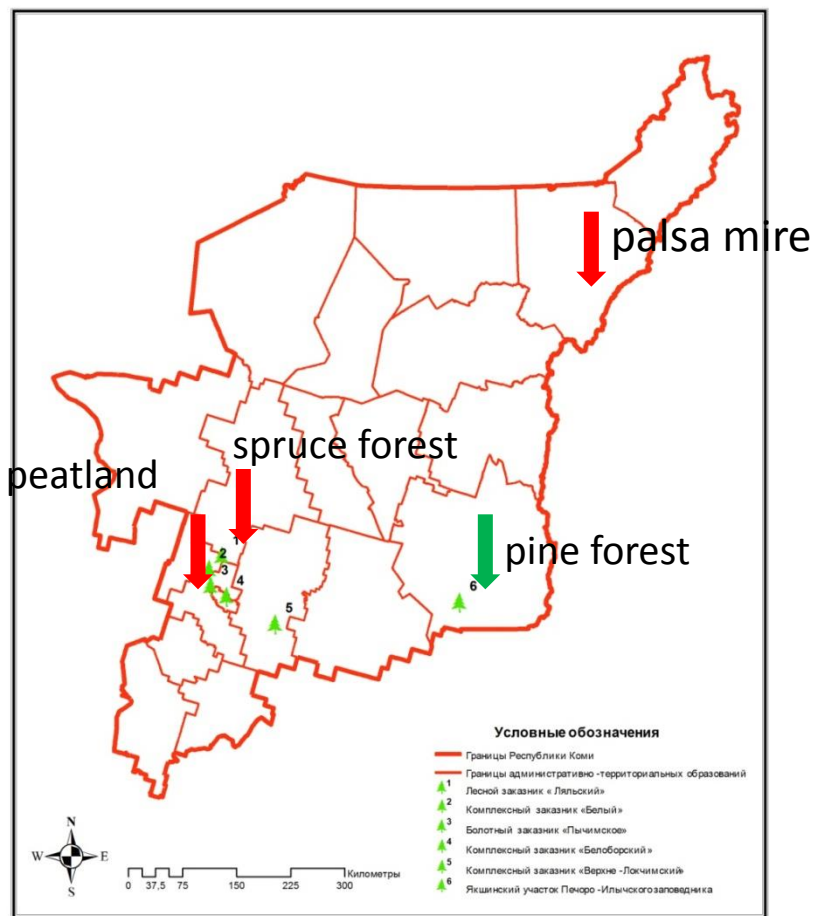 palsa mire
spruce forest
peatland
pine forest
1
2
3
4
5
6
Условные обозначения
Границы Республики Коми
Границы административно -территориальных образований
1 Лесной заказник « Ляльский»
2 Комплексный заказник «Белый»
3 Болотный заказник «Пычимское»
4 Комплексный заказник «Белоборский»
5 Комплексный заказник «Верхне -Локчимский»
6 Якшинский участок Печоро -Илычского заповедника
N
W E
S
0 37,5 75 150 225 300 Километры